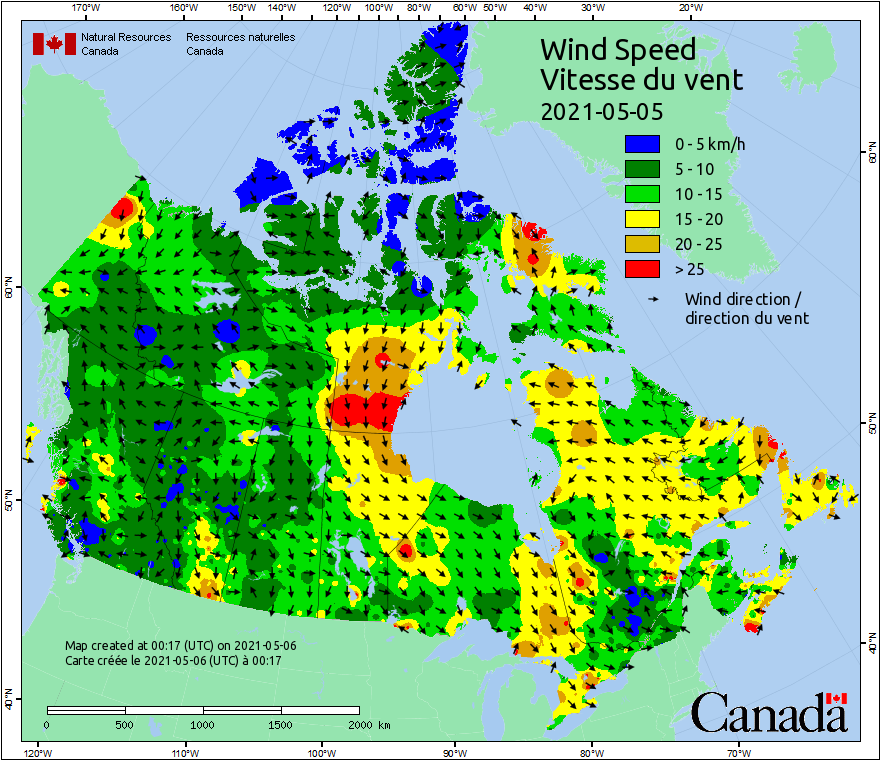 170°W 160°W 150°W 140°W 130°W 120°W 110°W 100°W 90°W 80°W 70°W 60°W 50°W 40°W 30°W 20°W
Natural Resources Canada
Ressources naturelles Canada
Wind Speed
Vitesse du vent
2021-05-05
0 - 5 km/h
5 - 10
10 - 15
15 - 20
20 - 25
> 25
Wind direction /
direction du vent
60°N
50°N
40°N
60°N
50°N
40°N
Map created at 00:17 (UTC) on 2021-05-06
Carte créée le 2021-05-06 (UTC) à 00:17
0 500 1000 1500 2000 km
Canada
120°W 110°W 100°W 90°W 80°W 70°W